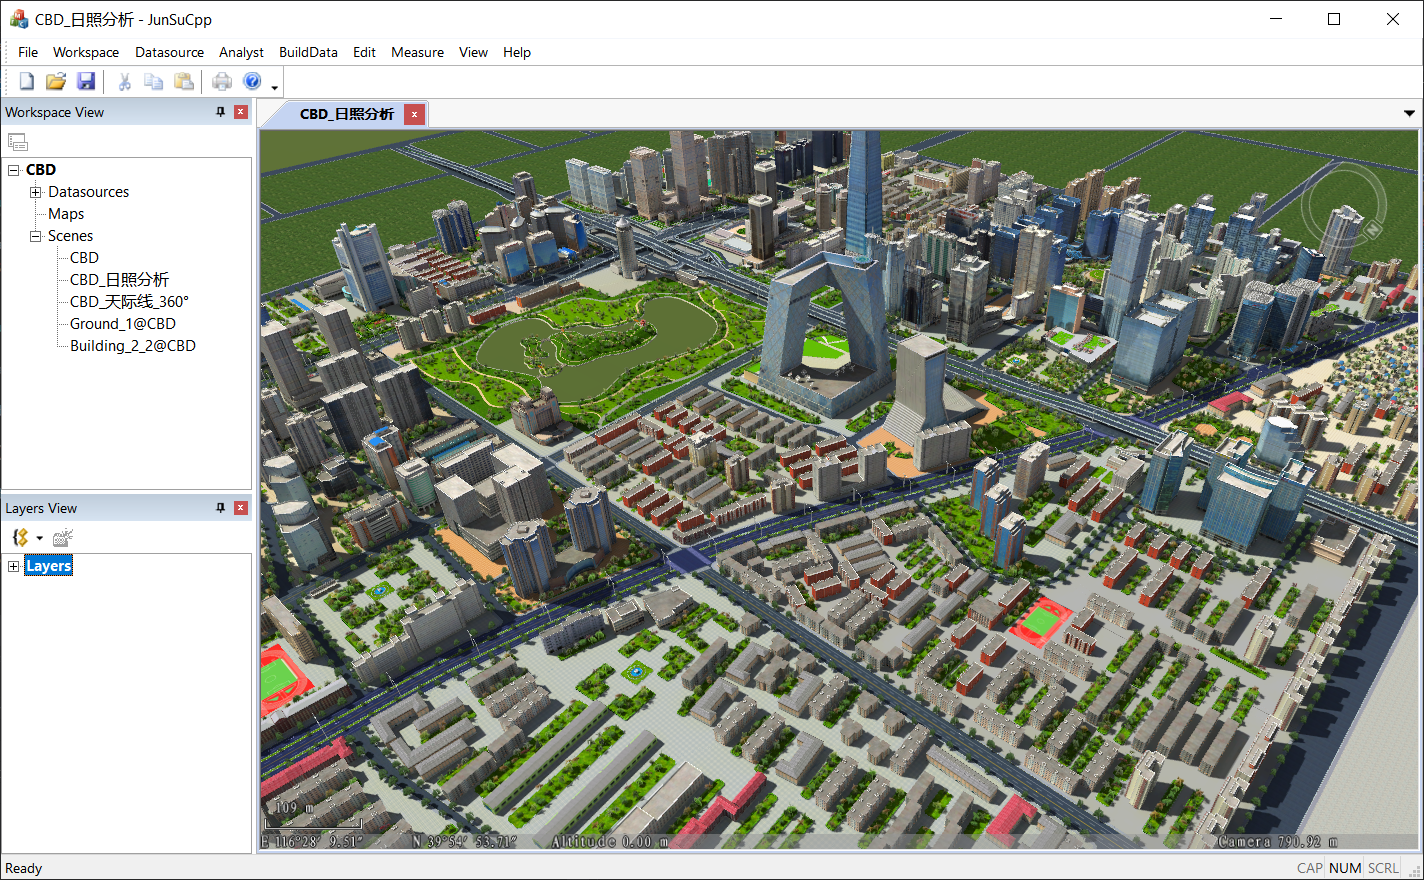 CBD_日照分析 - JunSuCpp
File Workspace Datasource Analyst BuildData Edit Measure View Help
Workspace View
CBD
Datasources
Maps
Scenes
CBD
CBD_日照分析
CBD_天际线_360°
Ground_1@CBD
Building_2_2@CBD
Layers View
Layers
CBD_日照分析
N
109 m
E 116°28' 9.51" N 39°54' 53.71" Altitude 0.00 m Camera 790.92 m
Ready
CAP NUM SCRL